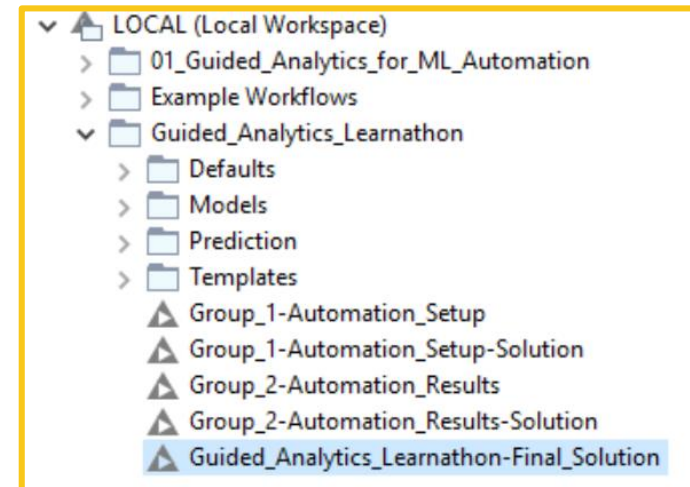 LOCAL (Local Workspace)
01_Guided_Analytics_for_ML_Automation
Example Workflows
Guided_Analytics_Learnathon
Defaults
Models
Prediction
Templates
Group_1-Automation_Setup
Group_1-Automation_Setup-Solution
Group_2-Automation_Results
Group_2-Automation_Results-Solution
Guided_Analytics_Learnathon-Final_Solution